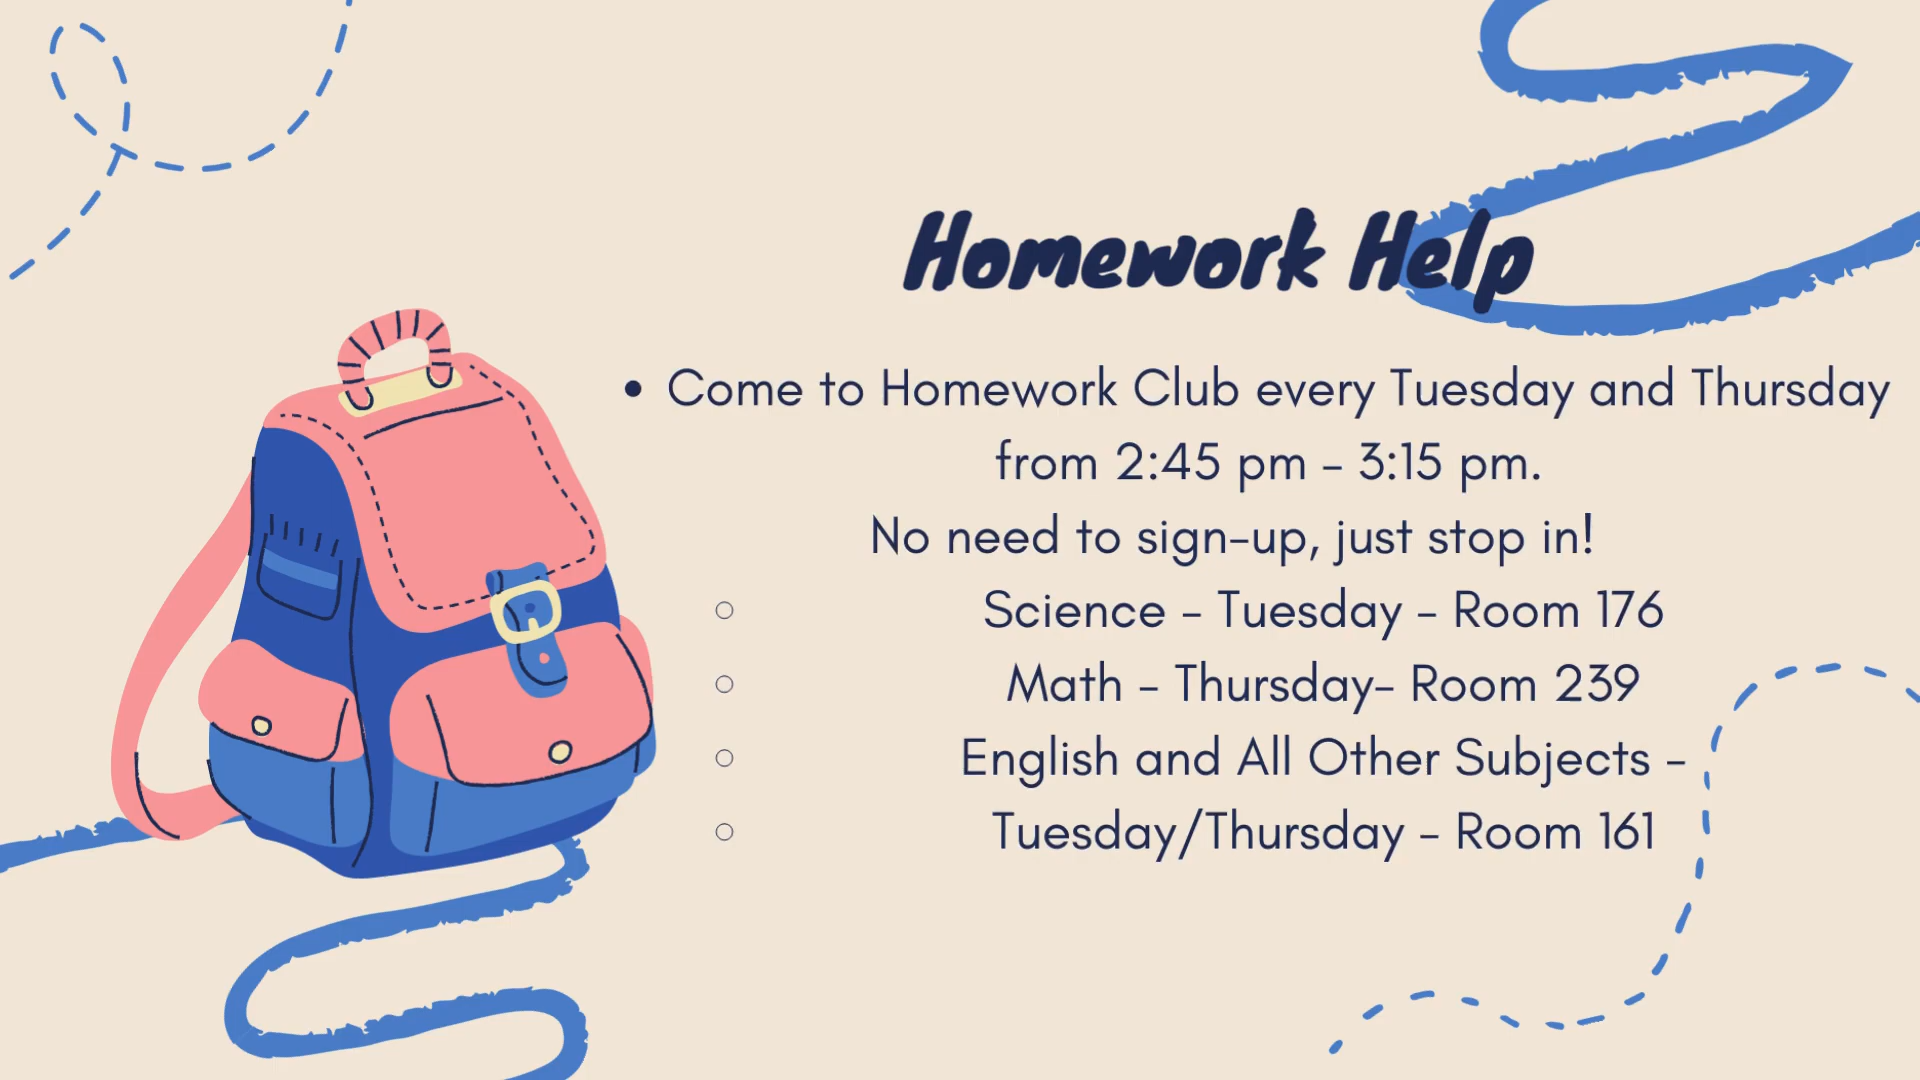 Homework Help
• Come to Homework Club every Tuesday and Thursday
from 2:45 pm – 3:15 pm.
No need to sign-up, just stop in!
○ Science – Tuesday – Room 176
○ Math – Thursday– Room 239
○ English and All Other Subjects –
○ Tuesday/Thursday – Room 161